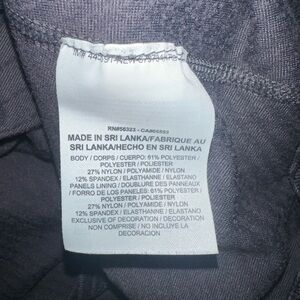 RN#56323 - CA#05553
MADE IN SRI LANKA/FABRIQUE AU
SRI LANKA/HECHO EN SRI LANKA
BODY / CORPS / CUERPO: 61% POLYESTER /
POLYESTER / POLIESTER
27% NYLON / POLYAMIDE / NYLON
12% SPANDEX / ELASTHANNE / ELASTANO
PANELS LINING / DOUBLURE DES PANNEAUX
/ FORRO DE LOS PANELES: 61% POLYESTER /
POLYESTER / POLIESTER
27% NYLON / POLYAMIDE / NYLON
12% SPANDEX / ELASTHANNE / ELASTANO
EXCLUSIVE OF DECORATION / DECORATION
NON COMPRISE / NO INCLUYE LA
DECORACION